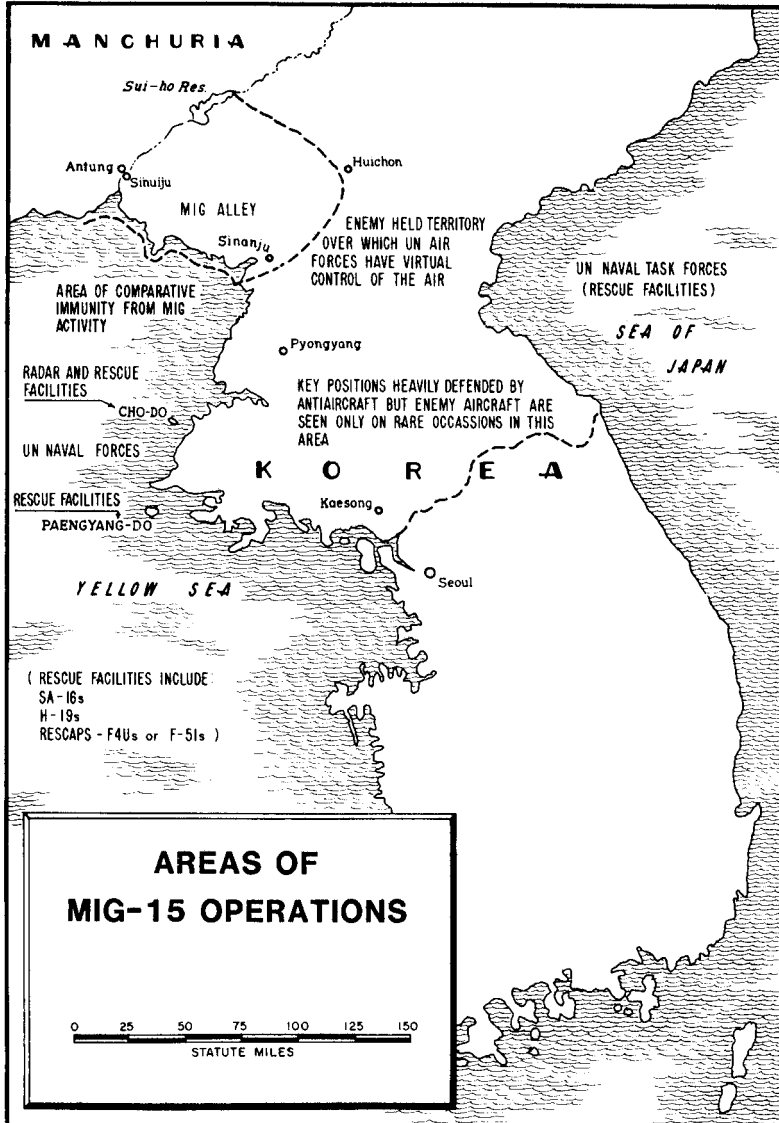 MANCHURIA
Sui-ho Res.
Antung
Sinuiju
Huichon
MIG ALLEY
Sinanju
ENEMY HELD TERRITORY
OVER WHICH UN AIR
FORCES HAVE VIRTUAL
CONTROL OF THE AIR
UN NAVAL TASK FORCES
(RESCUE FACILITIES)
SEA OF
JAPAN
AREA OF COMPARATIVE
IMMUNITY FROM MIG
ACTIVITY
Pyongyang
RADAR AND RESCUE
FACILITIES
CHO-DO
KEY POSITIONS HEAVILY DEFENDED BY
ANTIAIRCRAFT BUT ENEMY AIRCRAFT ARE
SEEN ONLY ON RARE OCCASSIONS IN THIS
AREA
UN NAVAL FORCES
KOREA
RESCUE FACILITIES
PAENGYANG-DO
Kaesong
Seoul
YELLOW SEA
( RESCUE FACILITIES INCLUDE:
SA-16s
H-19s
RESCAPS - F4Us or F-51s )
AREAS OF
MIG-15 OPERATIONS
0 25 50 75 100 125 150
STATUTE MILES